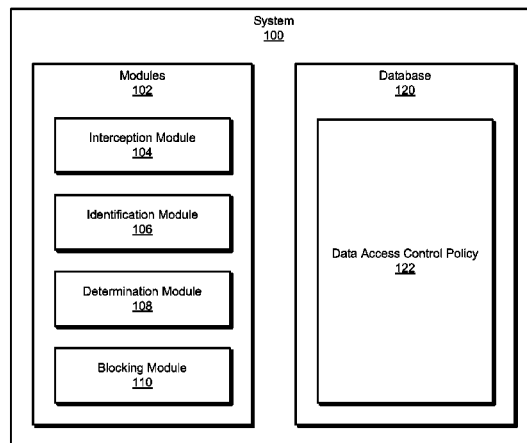 System
100
Modules
102
Interception Module
104
Identification Module
106
Determination Module
108
Blocking Module
110
Database
120
Data Access Control Policy
122